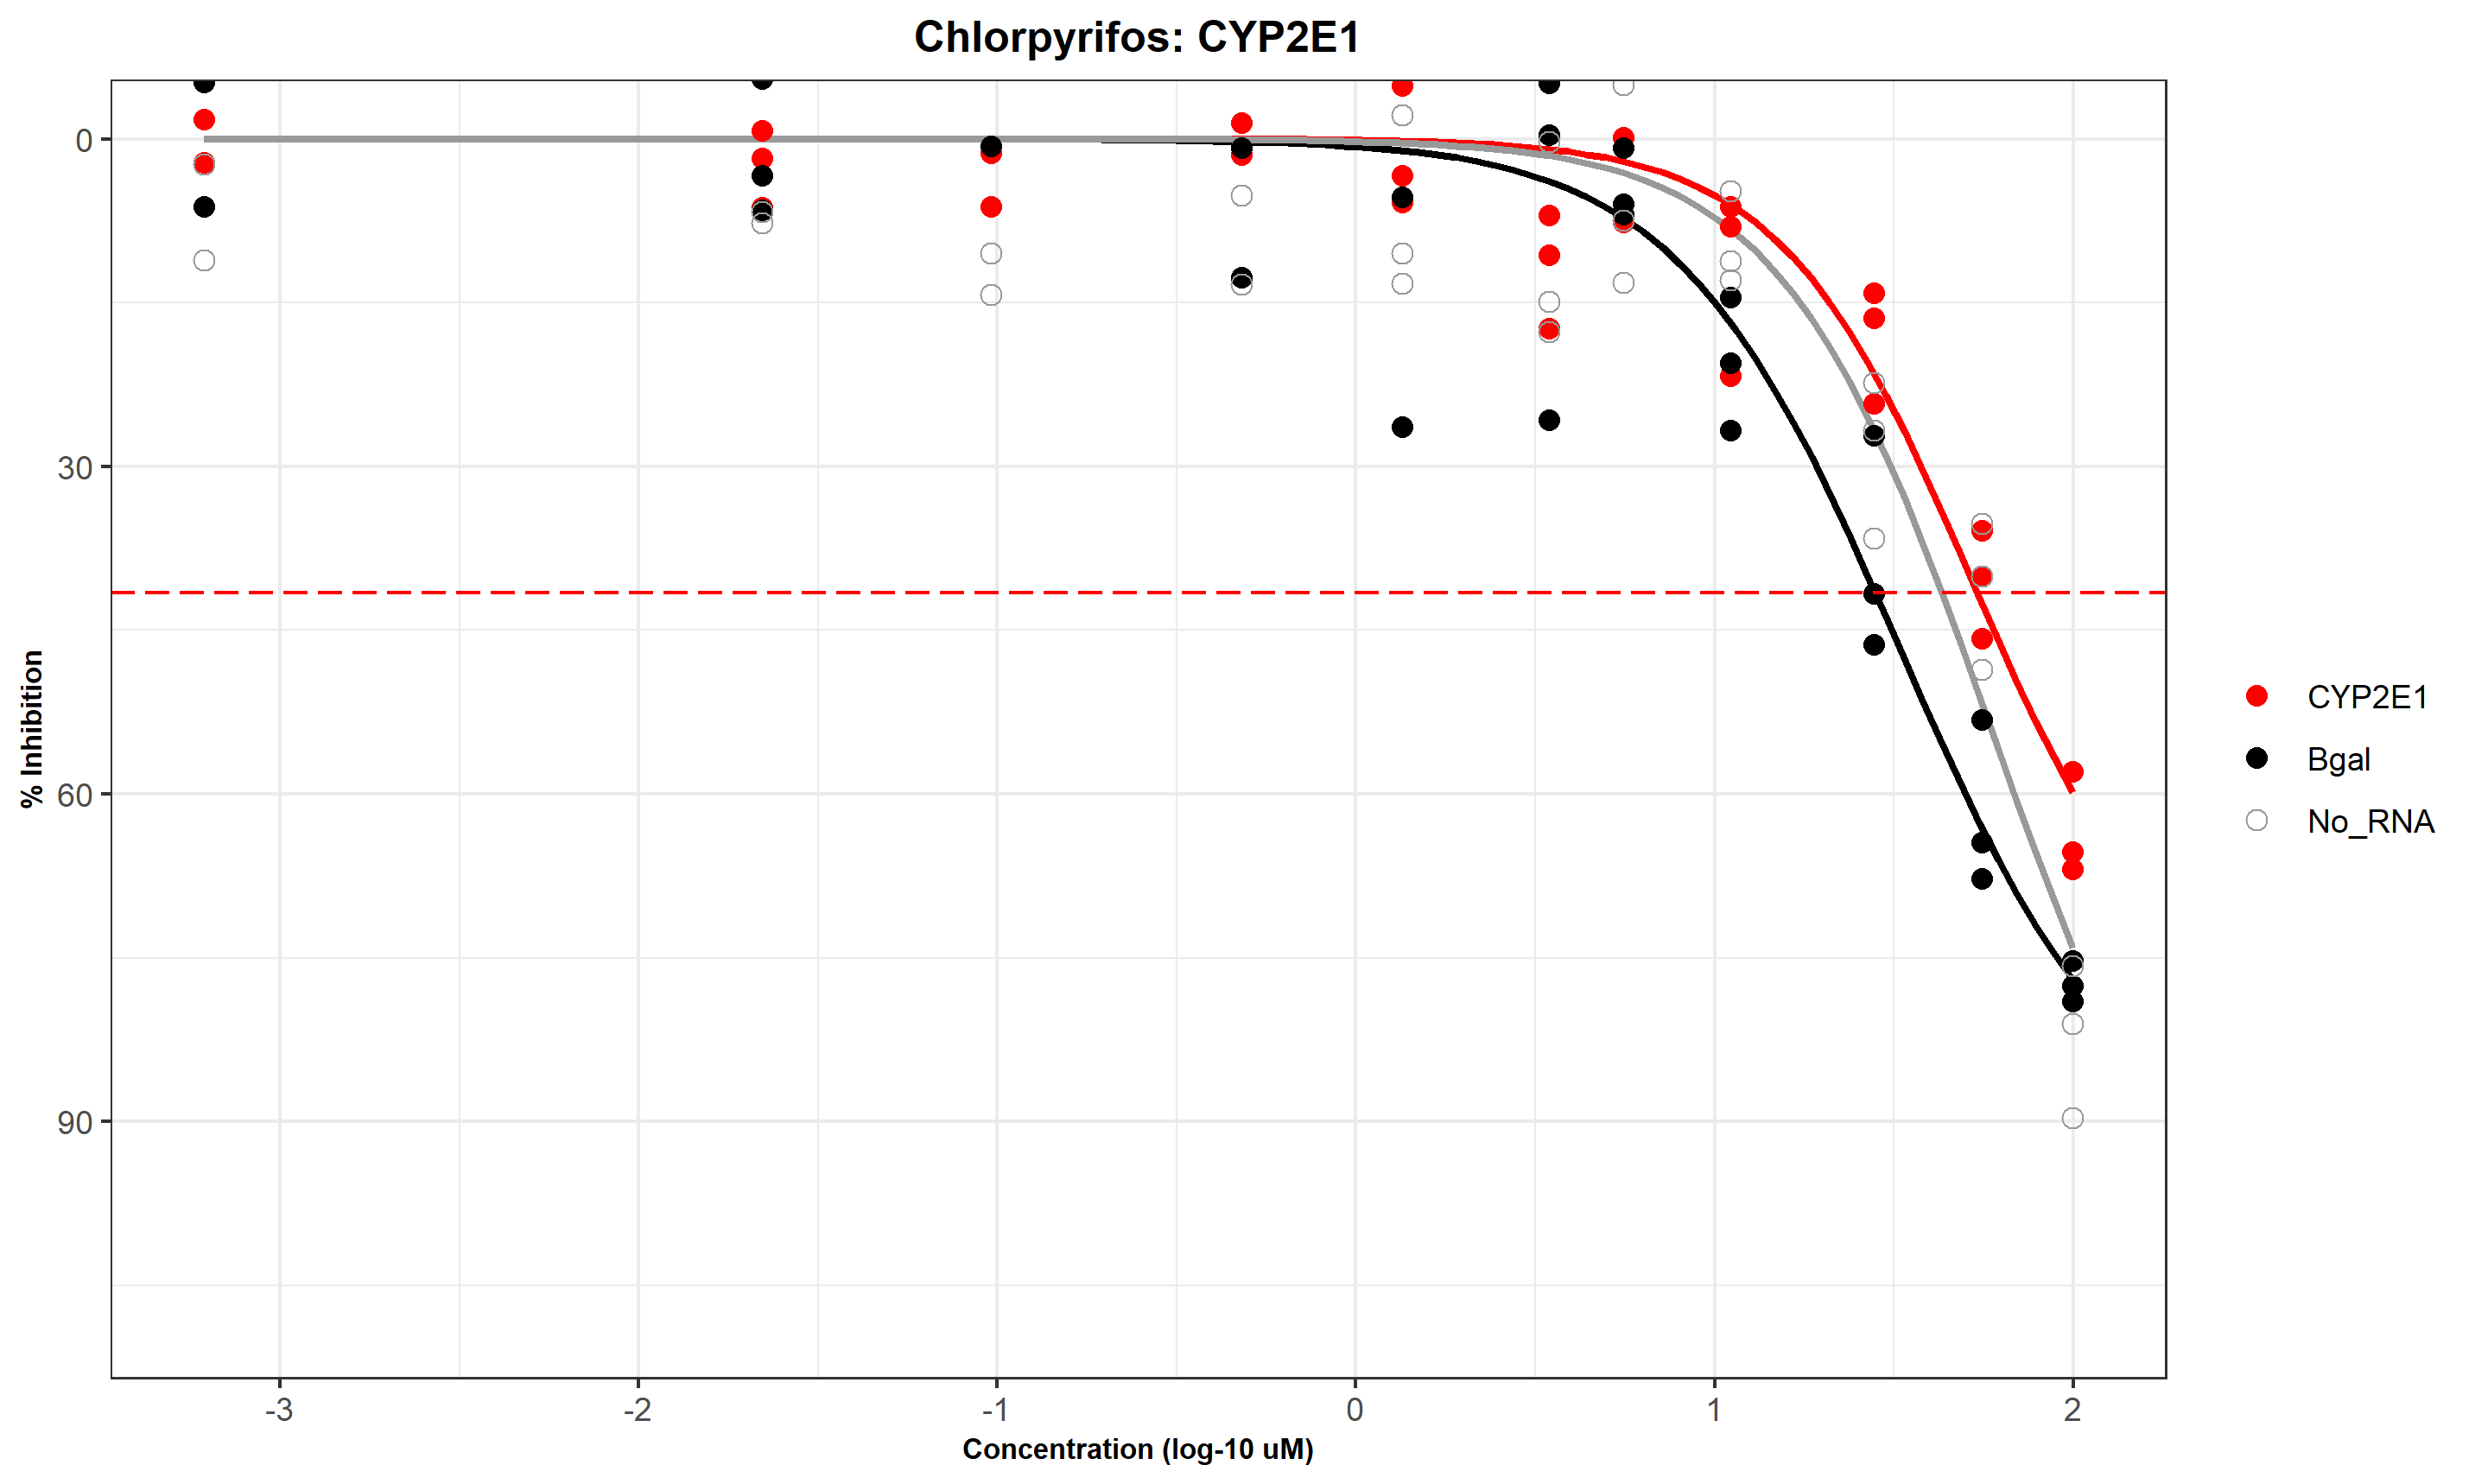 Chlorpyrifos: CYP2E1
% Inhibition
0
30
60
90
-3
-2
-1
0
1
2
Concentration (log-10 uM)
CYP2E1
Bgal
No_RNA